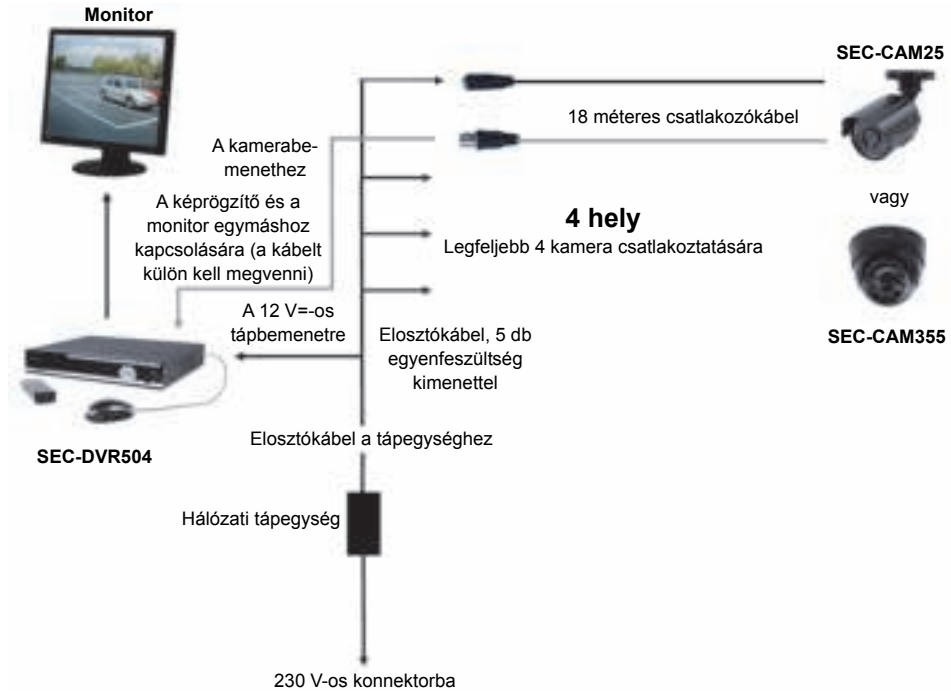 Monitor
SEC-CAM25
18 méteres csatlakozókábel
A kamerabe-
menethez
vagy
A képrögzítő és a
monitor egymáshoz
kapcsolására (a kábelt
külön kell megvenni)
4 hely
Legfeljebb 4 kamera csatlakoztatására
A 12 V=-os
tápbemenetre
Elosztókábel, 5 db
egyenfeszültség
kimenettel
SEC-CAM355
SEC-DVR504
Elosztókábel a tápegységhez
Hálózati tápegység
230 V-os konnektorba